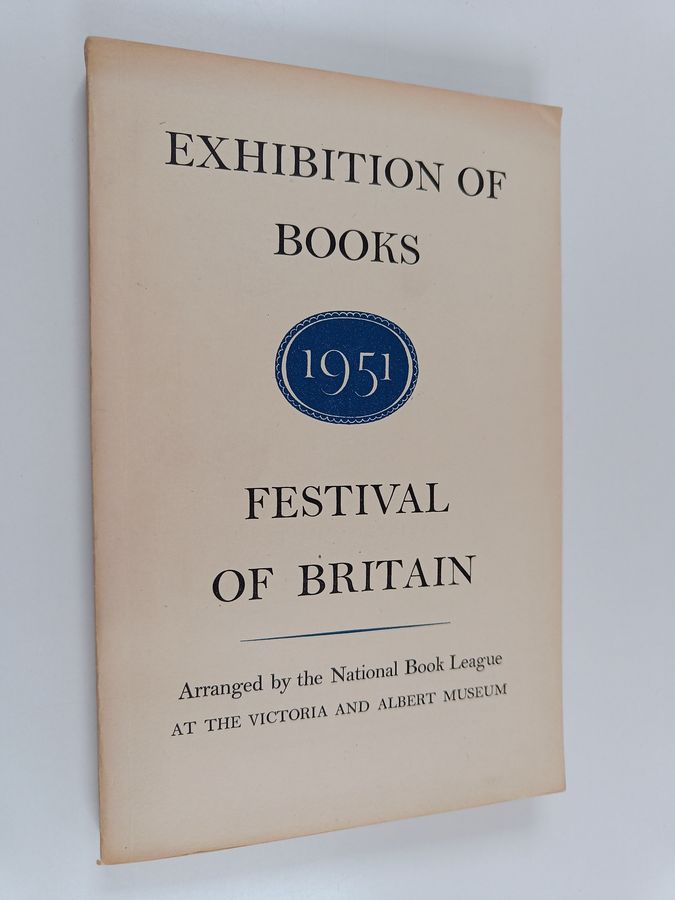 EXHIBITION OF
BOOKS
1951
FESTIVAL
OF BRITAIN
Arranged by the National Book League
AT THE VICTORIA AND ALBERT MUSEUM